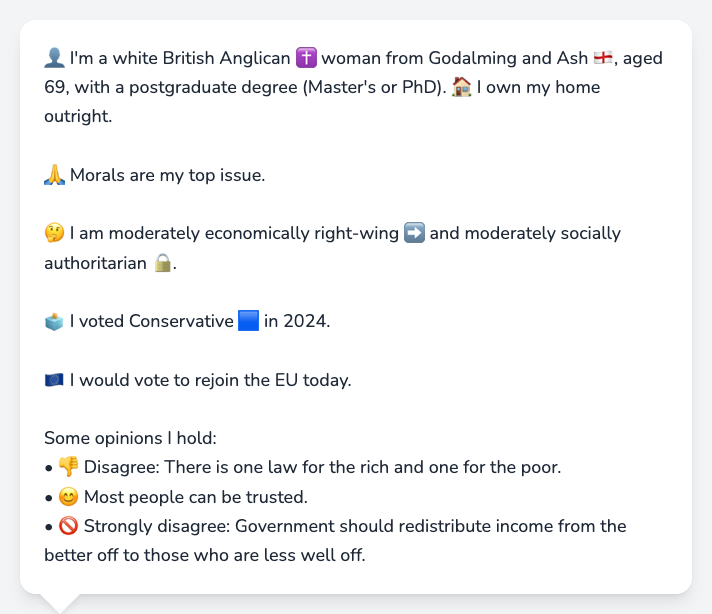 👤 I'm a white British Anglican ✝️ woman from Godalming and Ash 🏴󠁧󠁢󠁥󠁮󠁧󠁿, aged
69, with a postgraduate degree (Master's or PhD). 🏠 I own my home
outright.
🙏 Morals are my top issue.
🤔 I am moderately economically right-wing ➡️ and moderately socially
authoritarian 🔒.
🗳️ I voted Conservative 🟦 in 2024.
🇪🇺 I would vote to rejoin the EU today.
Some opinions I hold:
• 👎 Disagree: There is one law for the rich and one for the poor.
• 😊 Most people can be trusted.
• 🚫 Strongly disagree: Government should redistribute income from the
better off to those who are less well off.